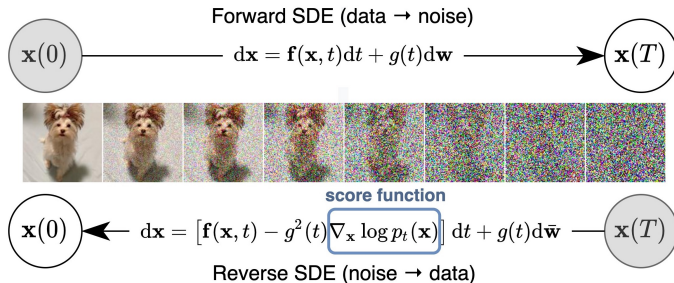 Forward SDE (data → noise)
x(0) dx = f(x, t)dt + g(t)dw x(T)
score function
x(0) dx = [f(x, t) − g²(t)∇ₓ log pₜ(x)] dt + g(t)dw̄ x(T)
Reverse SDE (noise → data)